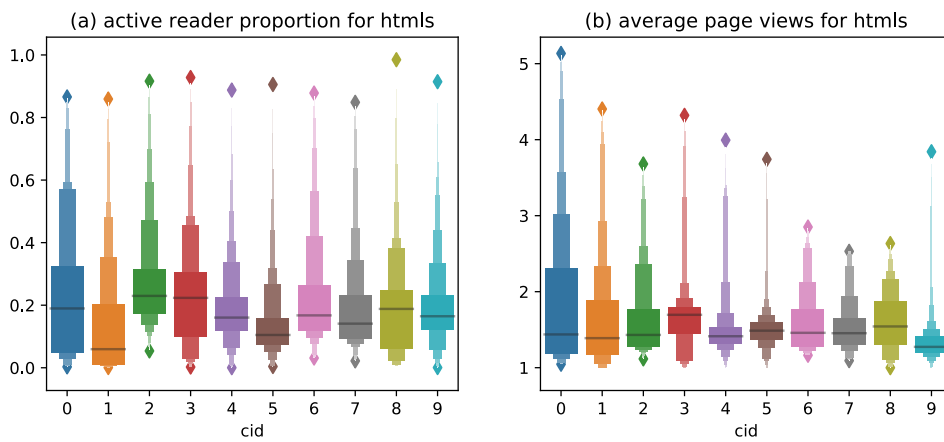 (a) active reader proportion for htmls
1.0
0.8
0.6
0.4
0.2
0.0
0 1 2 3 4 5 6 7 8 9
cid
(b) average page views for htmls
5
4
3
2
1
0 1 2 3 4 5 6 7 8 9
cid